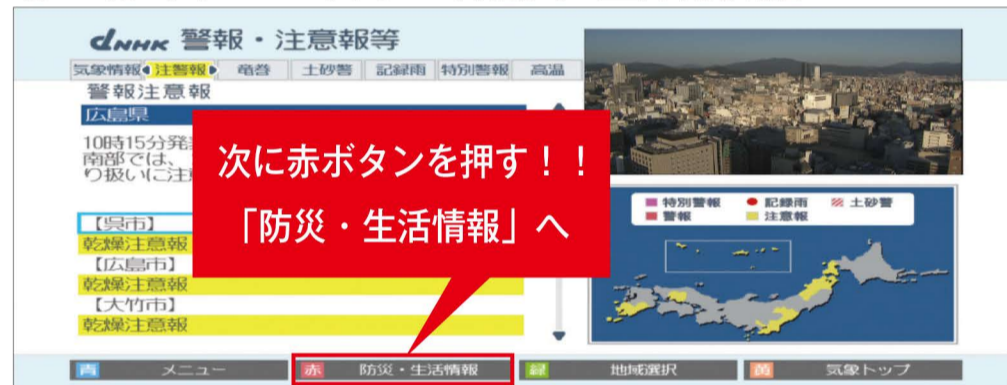 dNHK 警報・注意報等
気象情報 注警報 竜巻 土砂警 記録雨 特別警報 高温
警報注意報
広島県
10時15分発
南部では、
り扱いに注
次に赤ボタンを押す！！
「防災・生活情報」へ
特別警報 記録雨 土砂警
警報 注意報
【呉市】
乾燥注意報
【広島市】
乾燥注意報
【大竹市】
乾燥注意報
青 メニュー 赤 防災・生活情報 緑 地域選択 黄 気象トップ